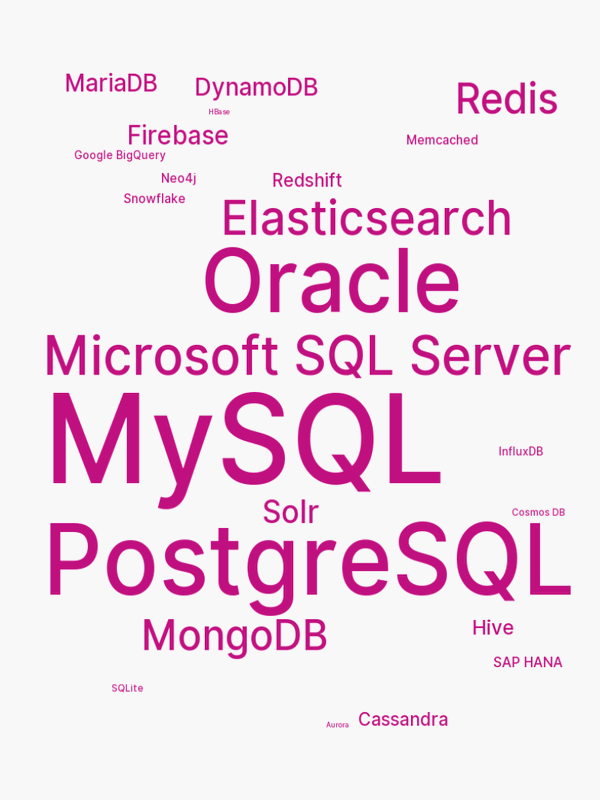 MariaDB
DynamoDB
Redis
HBase
Firebase
Memcached
Google BigQuery
Neo4j
Redshift
Snowflake
Elasticsearch
Oracle
Microsoft SQL Server
MySQL
InfluxDB
Solr
Cosmos DB
PostgreSQL
MongoDB
Hive
SAP HANA
SQLite
Aurora
Cassandra